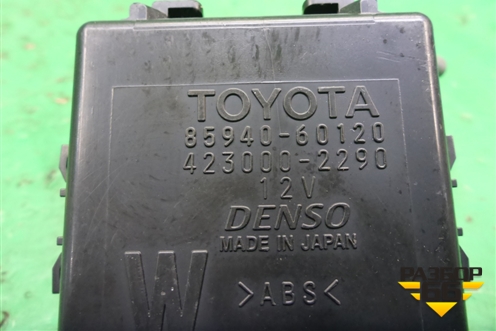 TOYOTA
85940-60120
423000-2290
12V
DENSO
MADE IN JAPAN
W
>ABS<
РАЗБОР